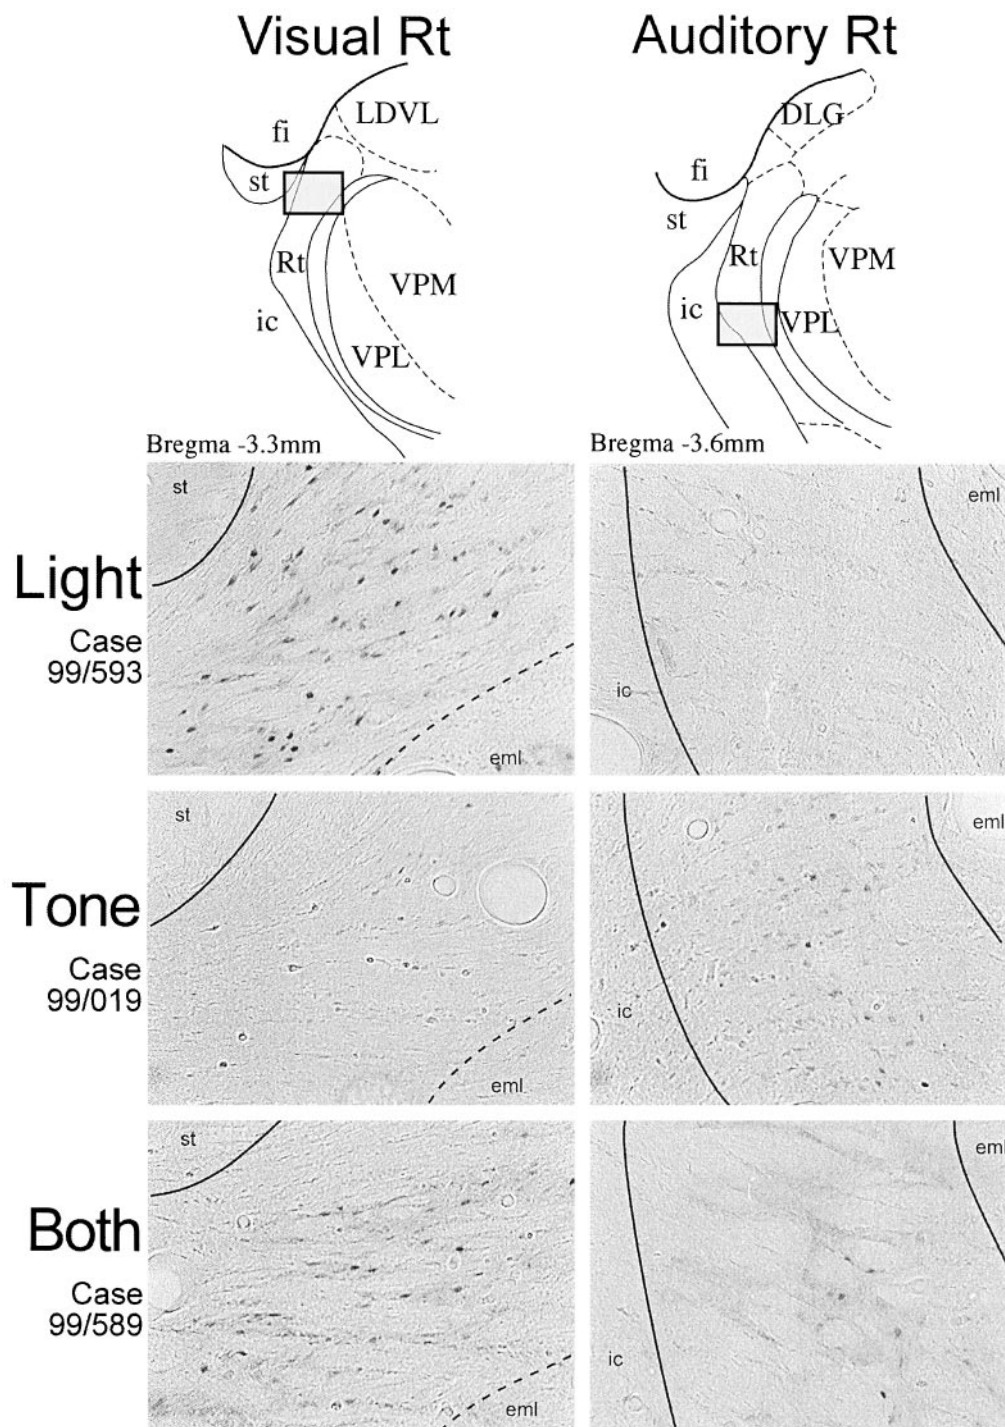 Visual Rt
Auditory Rt
LDVL
fi
st
Rt
VPM
ic
VPL
Bregma -3.3mm
DLG
fi
st
Rt
VPM
ic
VPL
Bregma -3.6mm
Light
Case
99/593
st
eml
eml
ic
Tone
Case
99/019
st
eml
eml
ic
Both
Case
99/589
st
eml
eml
ic